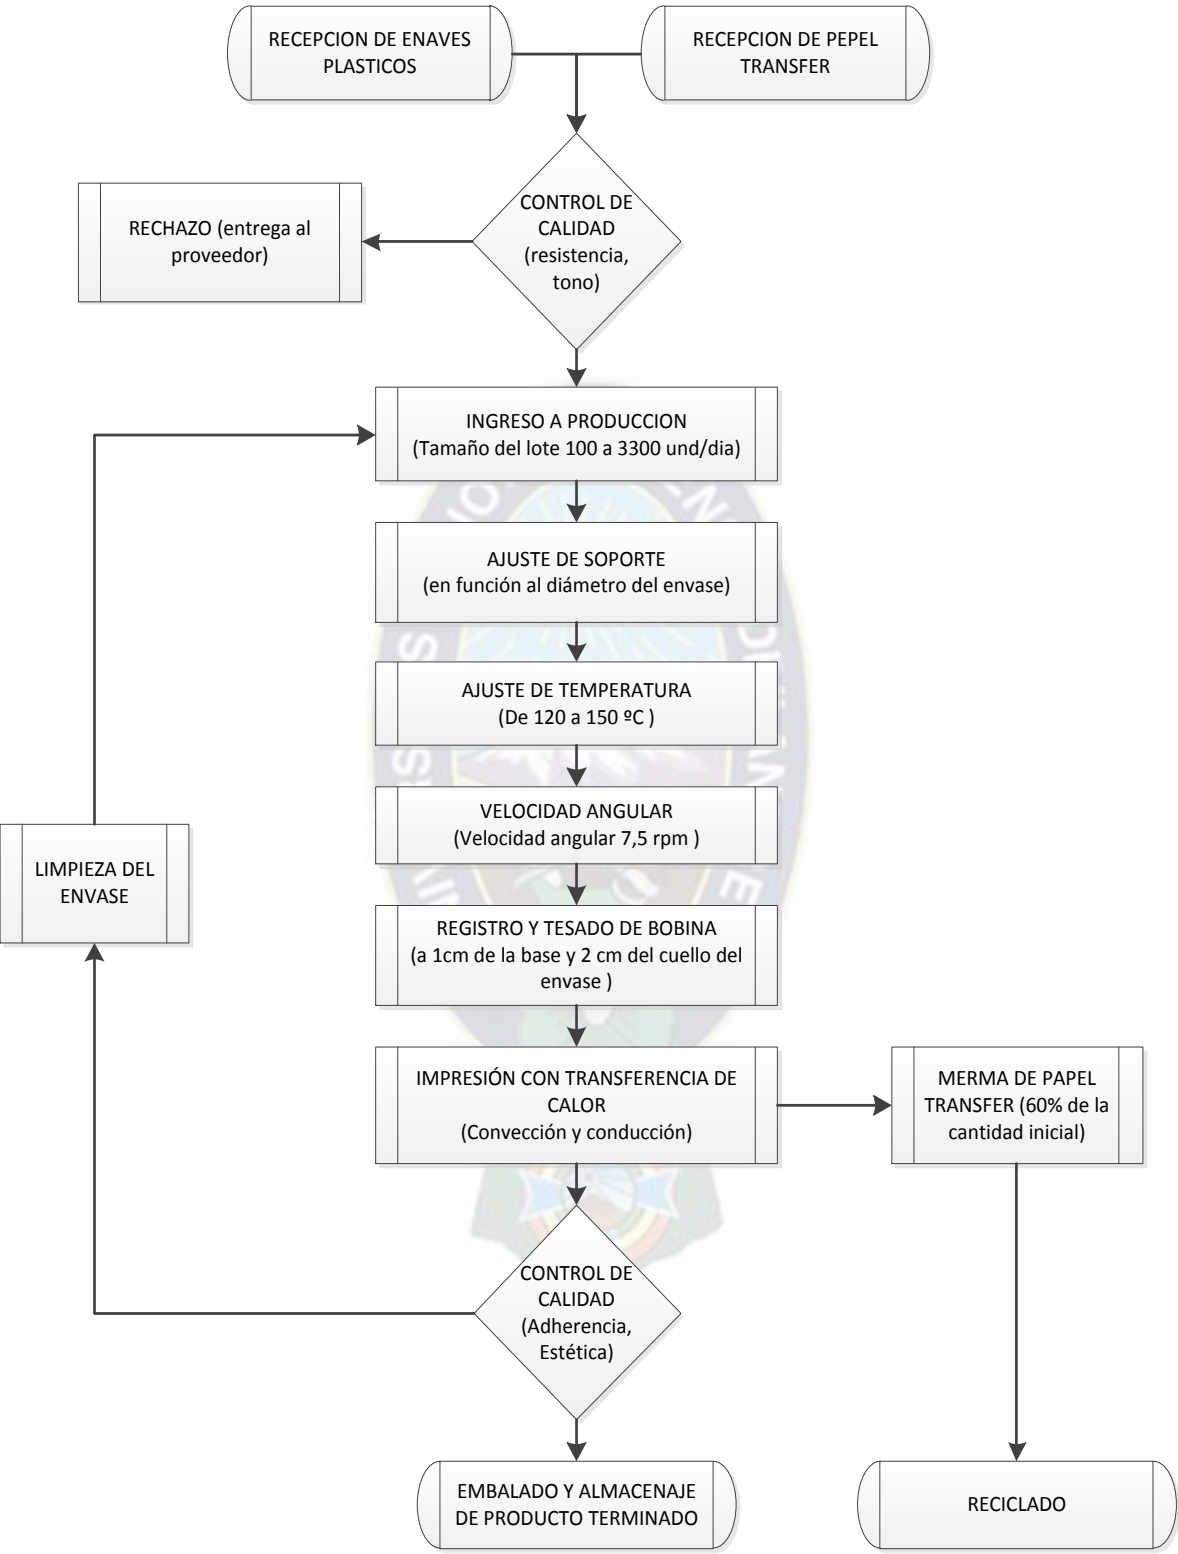 RECEPCION DE ENAVES
PLASTICOS
RECEPCION DE PEPEL
TRANSFER
CONTROL DE
CALIDAD
(resistencia,
tono)
RECHAZO (entrega al
proveedor)
INGRESO A PRODUCCION
(Tamaño del lote 100 a 3300 und/dia)
AJUSTE DE SOPORTE
(en función al diámetro del envase)
AJUSTE DE TEMPERATURA
(De 120 a 150 ºC )
VELOCIDAD ANGULAR
(Velocidad angular 7,5 rpm )
LIMPIEZA DEL
ENVASE
REGISTRO Y TESADO DE BOBINA
(a 1cm de la base y 2 cm del cuello del
envase )
IMPRESIÓN CON TRANSFERENCIA DE
CALOR
(Convección y conducción)
MERMA DE PAPEL
TRANSFER (60% de la
cantidad inicial)
CONTROL DE
CALIDAD
(Adherencia,
Estética)
EMBALADO Y ALMACENAJE
DE PRODUCTO TERMINADO
RECICLADO